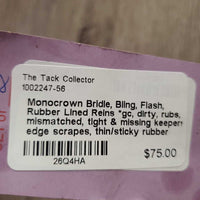 The Tack Collector
1002247-56
Monocrown Bridle, Bling, Flash,
Rubber Lined Reins *gc, dirty, rubs,
mismatched, tight & missing keepers
edge scrapes, thin/sticky rubber
$75.00
26Q4HA